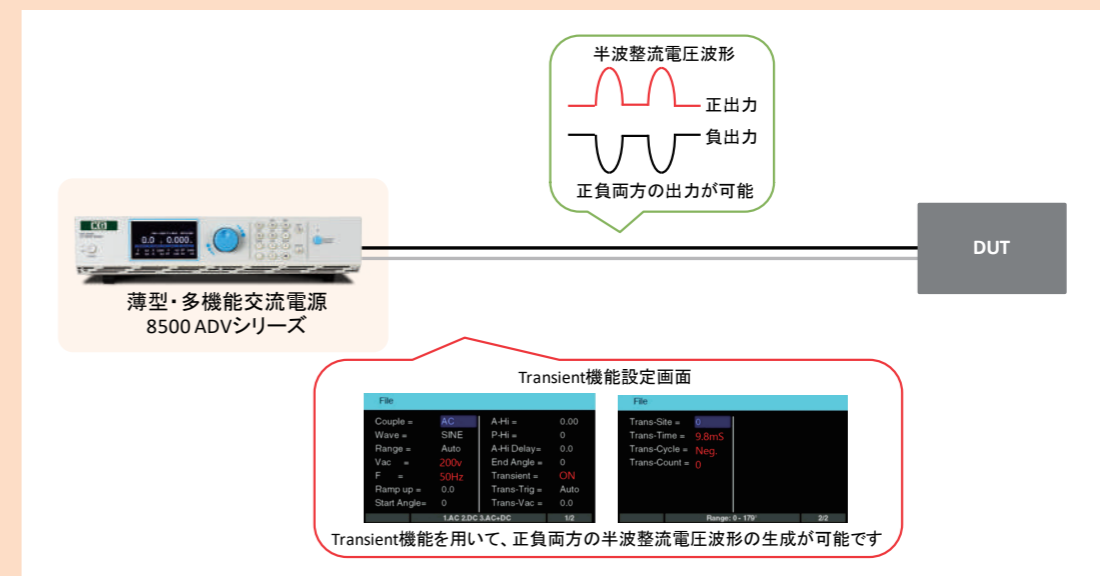 半波整流電圧波形
正出力
負出力
正負両方の出力が可能
KG
0.0 0.000
DUT
薄型・多機能交流電源
8500 ADVシリーズ
Transient機能設定画面
File
Couple = AC A-Hi = 0.00
Wave = SINE P-Hi = 0
Range = Auto A-Hi Delay= 0.0
Vac = 200v End Angle = 0
F = 50Hz Transient = ON
Ramp up = 0.0 Trans-Trig = Auto
Start Angle= 0 Trans-Vac = 0.0
1.AC 2.DC 3.AC+DC 1/2
File
Trans-Site = 0
Trans-Time = 9.8mS
Trans-Cycle = Neg.
Trans-Count = 0
Range: 0 - 179° 2/2
Transient機能を用いて、正負両方の半波整流電圧波形の生成が可能です